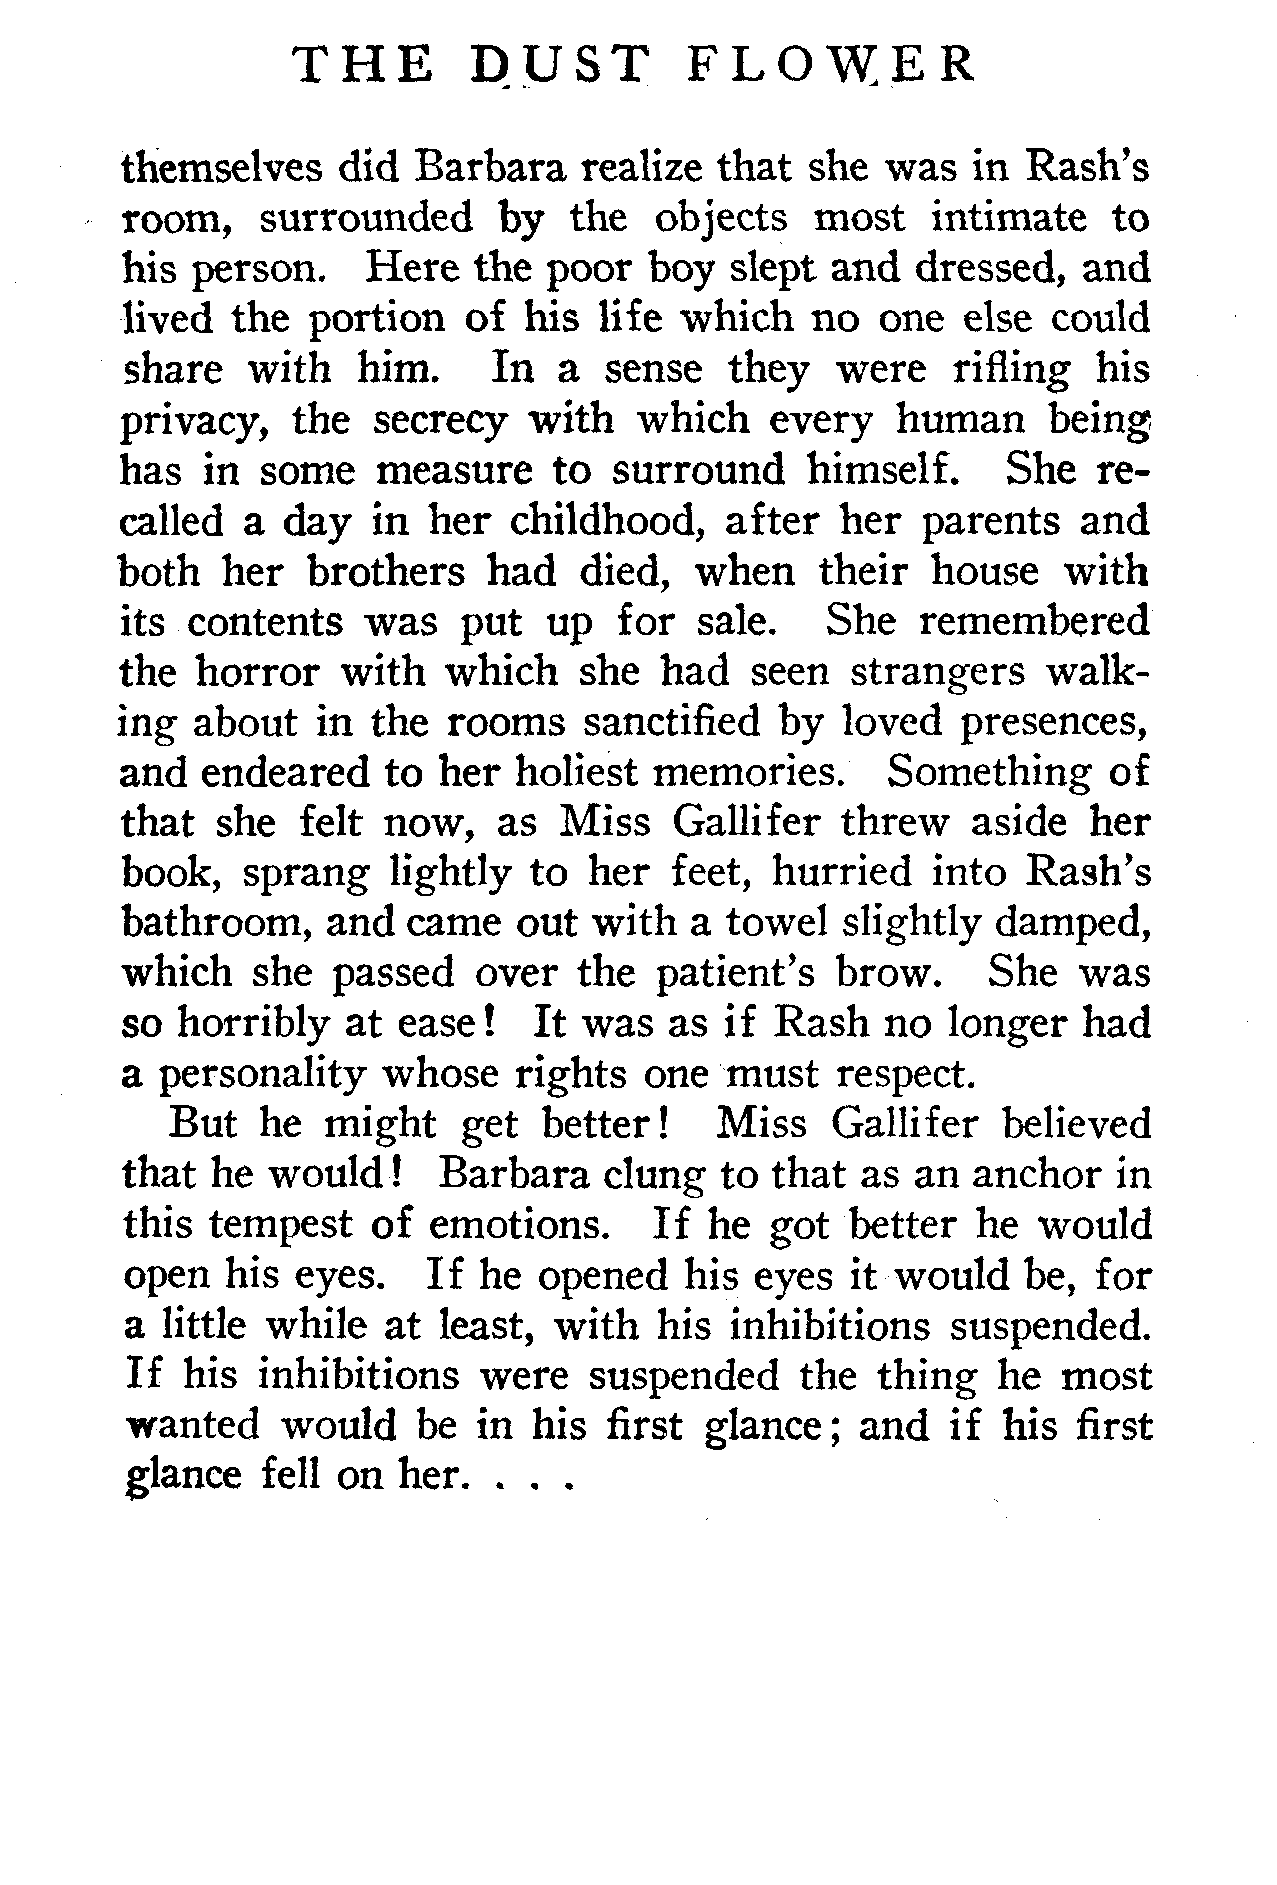 THE DUST FLOWER
themselves did Barbara realize that she was in Rash's
room, surrounded by the objects most intimate to
his person. Here the poor boy slept and dressed, and
lived the portion of his life which no one else could
share with him. In a sense they were rifling his
privacy, the secrecy with which every human being
has in some measure to surround himself. She re-
called a day in her childhood, after her parents and
both her brothers had died, when their house with
its contents was put up for sale. She remembered
the horror with which she had seen strangers walk-
ing about in the rooms sanctified by loved presences,
and endeared to her holiest memories. Something of
that she felt now, as Miss Gallifer threw aside her
book, sprang lightly to her feet, hurried into Rash's
bathroom, and came out with a towel slightly damped,
which she passed over the patient's brow. She was
so horribly at ease! It was as if Rash no longer had
a personality whose rights one must respect.
But he might get better! Miss Gallifer believed
that he would! Barbara clung to that as an anchor in
this tempest of emotions. If he got better he would
open his eyes. If he opened his eyes it would be, for
a little while at least, with his inhibitions suspended.
If his inhibitions were suspended the thing he most
wanted would be in his first glance; and if his first
glance fell on her. . . .